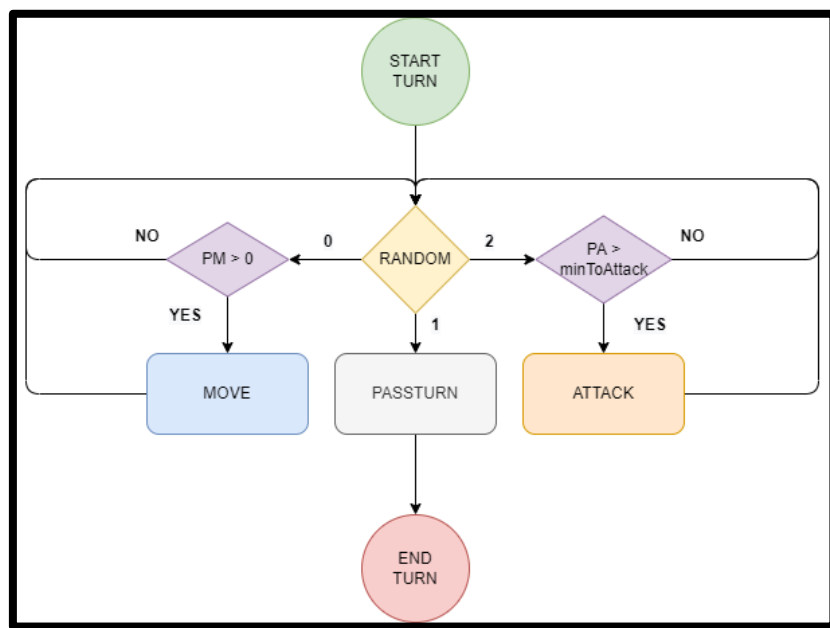 START
TURN
NO
PM > 0
0
RANDOM
2
PA >
minToAttack
NO
YES
1
YES
MOVE
PASSTURN
ATTACK
END
TURN